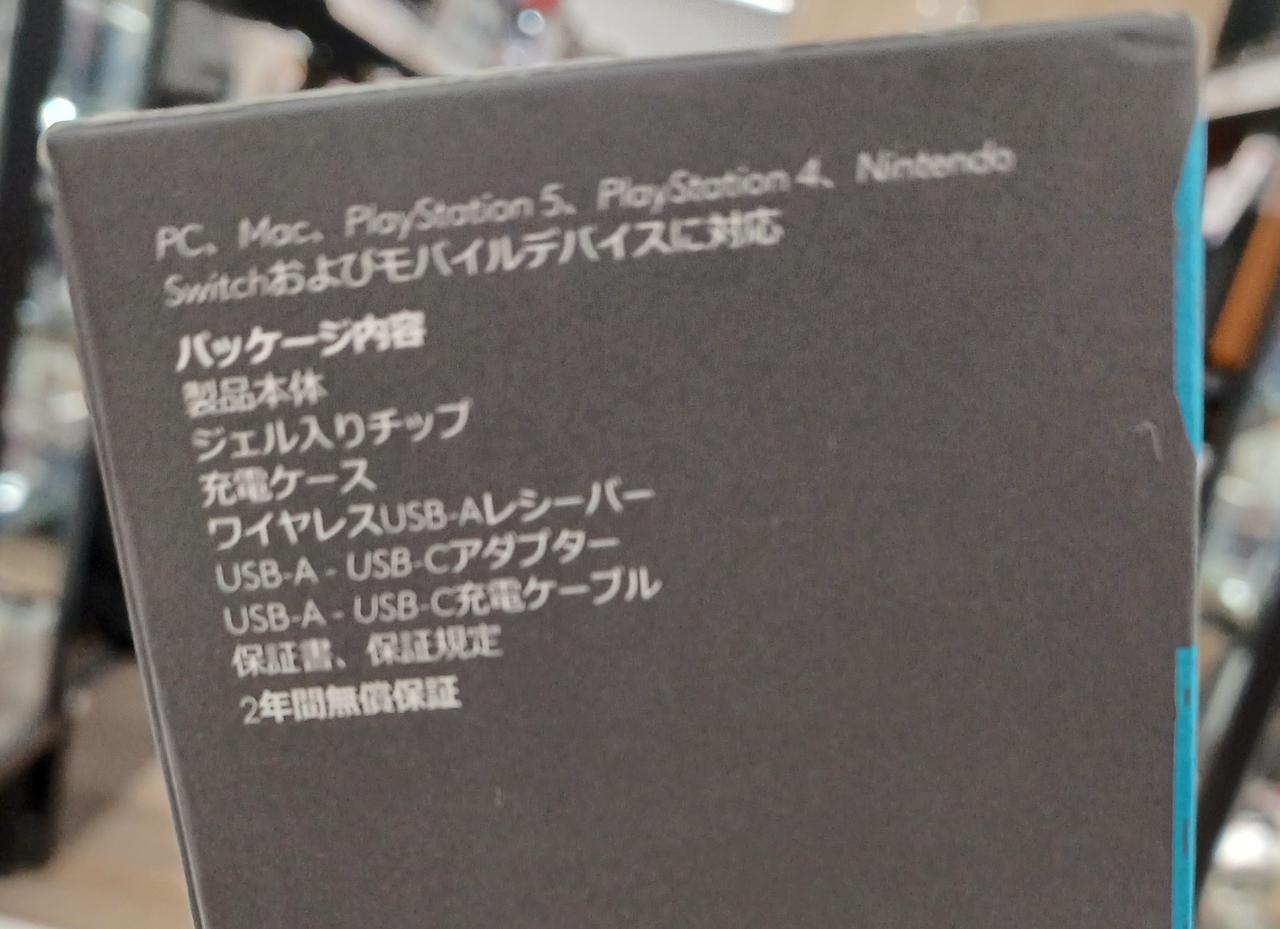 PC、Mac、PlayStation 5、PlayStation 4、Nintendo
Switchおよびモバイルデバイスに対応
パッケージ内容
製品本体
ジェル入りチップ
充電ケース
ワイヤレスUSB-Aレシーバー
USB-A - USB-Cアダプター
USB-A - USB-C充電ケーブル
保証書、保証規定
2年間無償保証